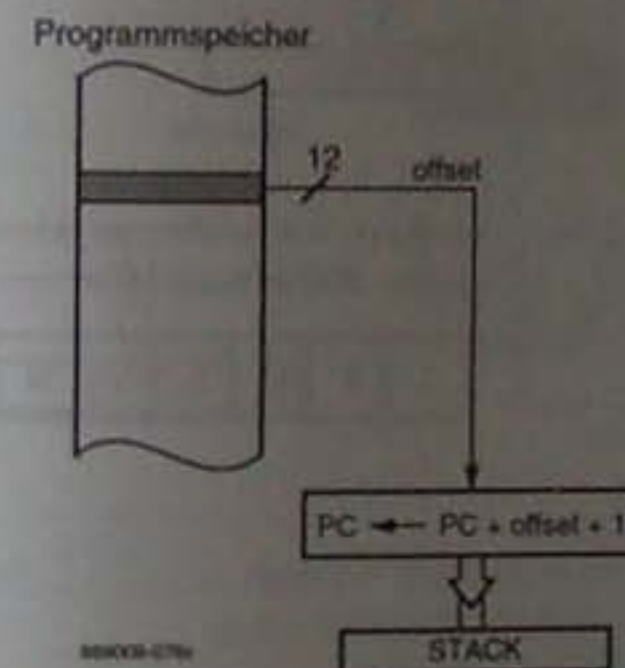 Programmspeicher
12
offset
PC ← PC + offset + 1
STACK